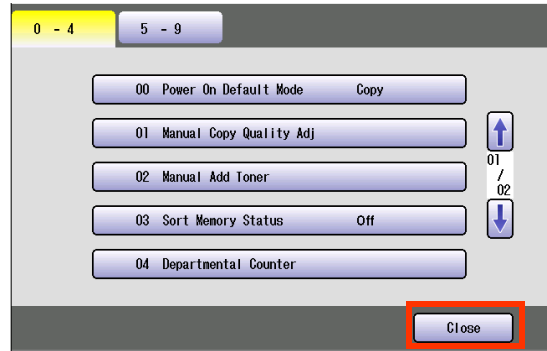 0 - 4
5 - 9
00 Power On Default Mode Copy
01 Manual Copy Quality Adj
02 Manual Add Toner
03 Sort Memory Status Off
04 Departmental Counter
01
/
02
Close